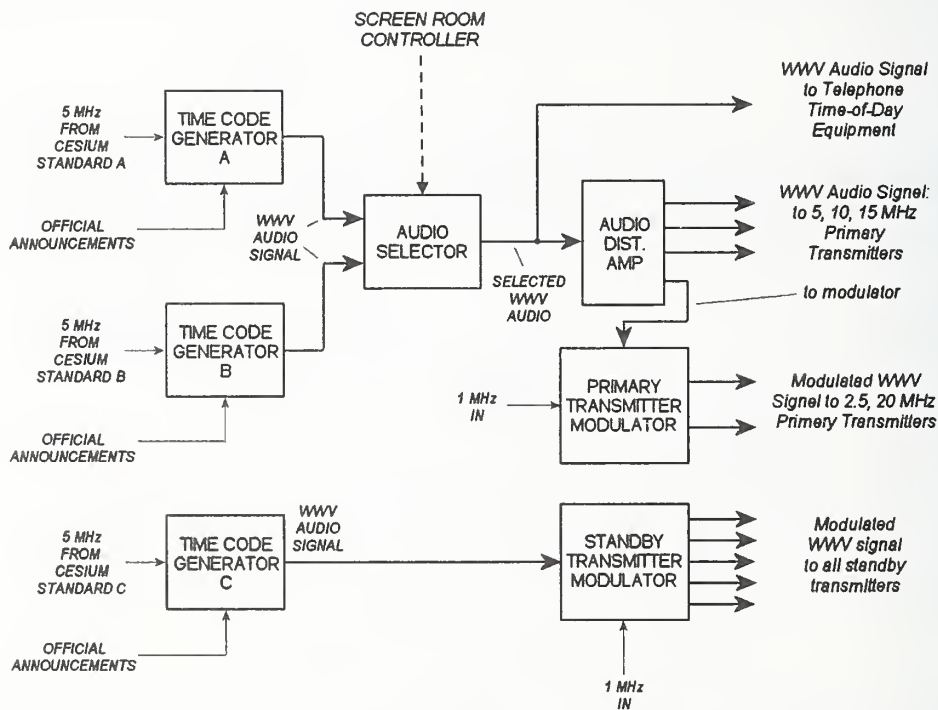 SCREEN ROOM
CONTROLLER
5 MHz
FROM
CESIUM
STANDARD A
TIME CODE
GENERATOR
A
OFFICIAL
ANNOUNCEMENTS
WWV
AUDIO
SIGNAL
AUDIO
SELECTOR
SELECTED
WWV
AUDIO
AUDIO
DIST.
AMP
WWV Audio Signal
to Telephone
Time-of-Day
Equipment
WWV Audio Signel:
to 5, 10, 15 MHz
Primary
Transmitters
to modulator
5 MHz
FROM
CESIUM
STANDARD B
TIME CODE
GENERATOR
B
OFFICIAL
ANNOUNCEMENTS
1 MHz
IN
PRIMARY
TRANSMITTER
MODULATOR
Modulated WWV
Signal to 2.5, 20 MHz
Primary Transmitters
5 MHz
FROM
CESIUM
STANDARD C
TIME CODE
GENERATOR
C
OFFICIAL
ANNOUNCEMENTS
WWV
AUDIO
SIGNAL
STANDBY
TRANSMITTER
MODULATOR
1 MHz
IN
Modulated
WWV signal
to all standby
transmitters